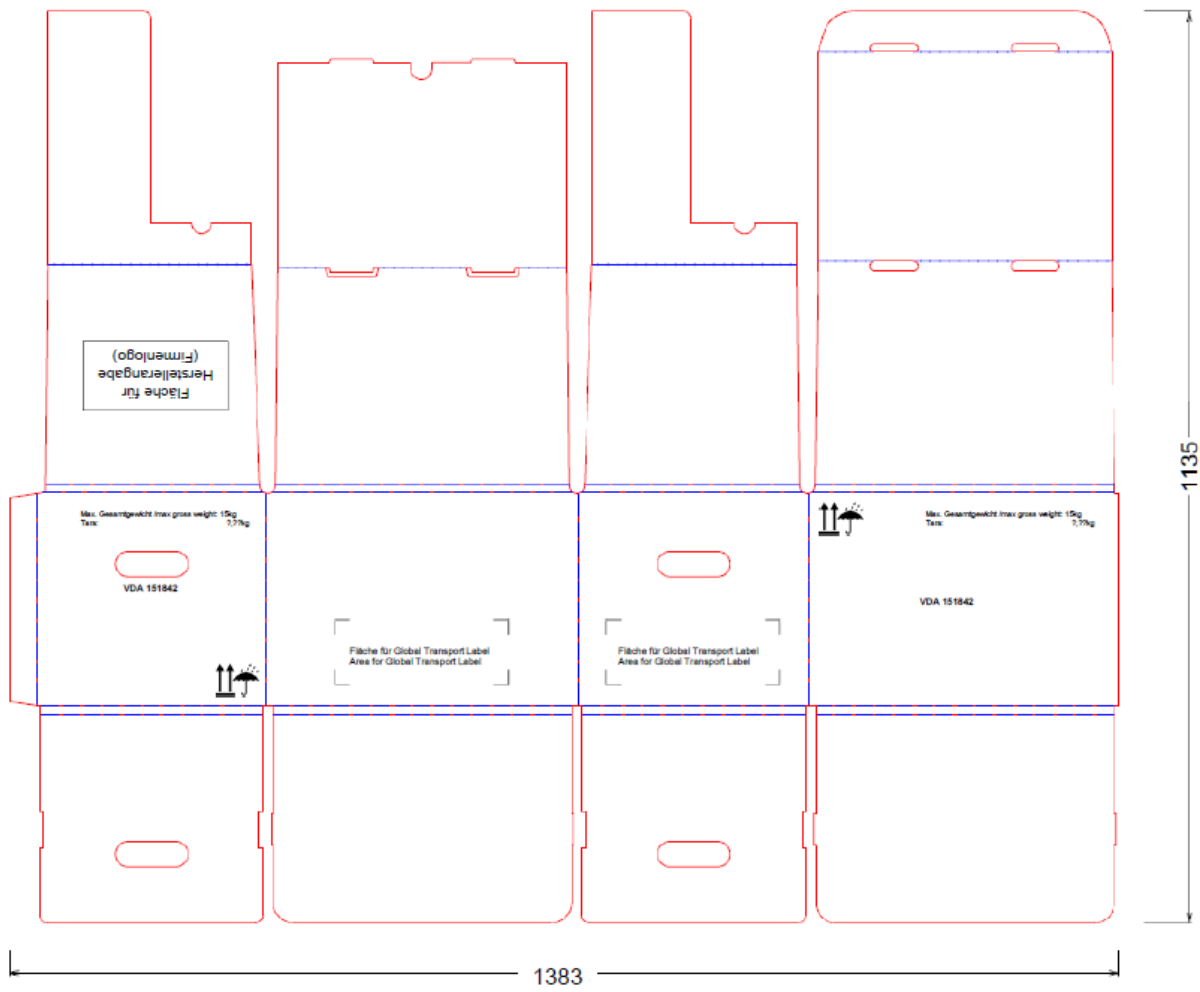 Fläche für
Herstellerangabe
(Firmenlogo)
1135
Max. Gesamtgewicht /max gross weight: 15kg
Tara: ?,??kg
VDA 151842
Max. Gesamtgewicht /max gross weight: 15kg
Tara: ?,??kg
VDA 151842
Fläche für Global Transport Label
Area for Global Transport Label
Fläche für Global Transport Label
Area for Global Transport Label
1383